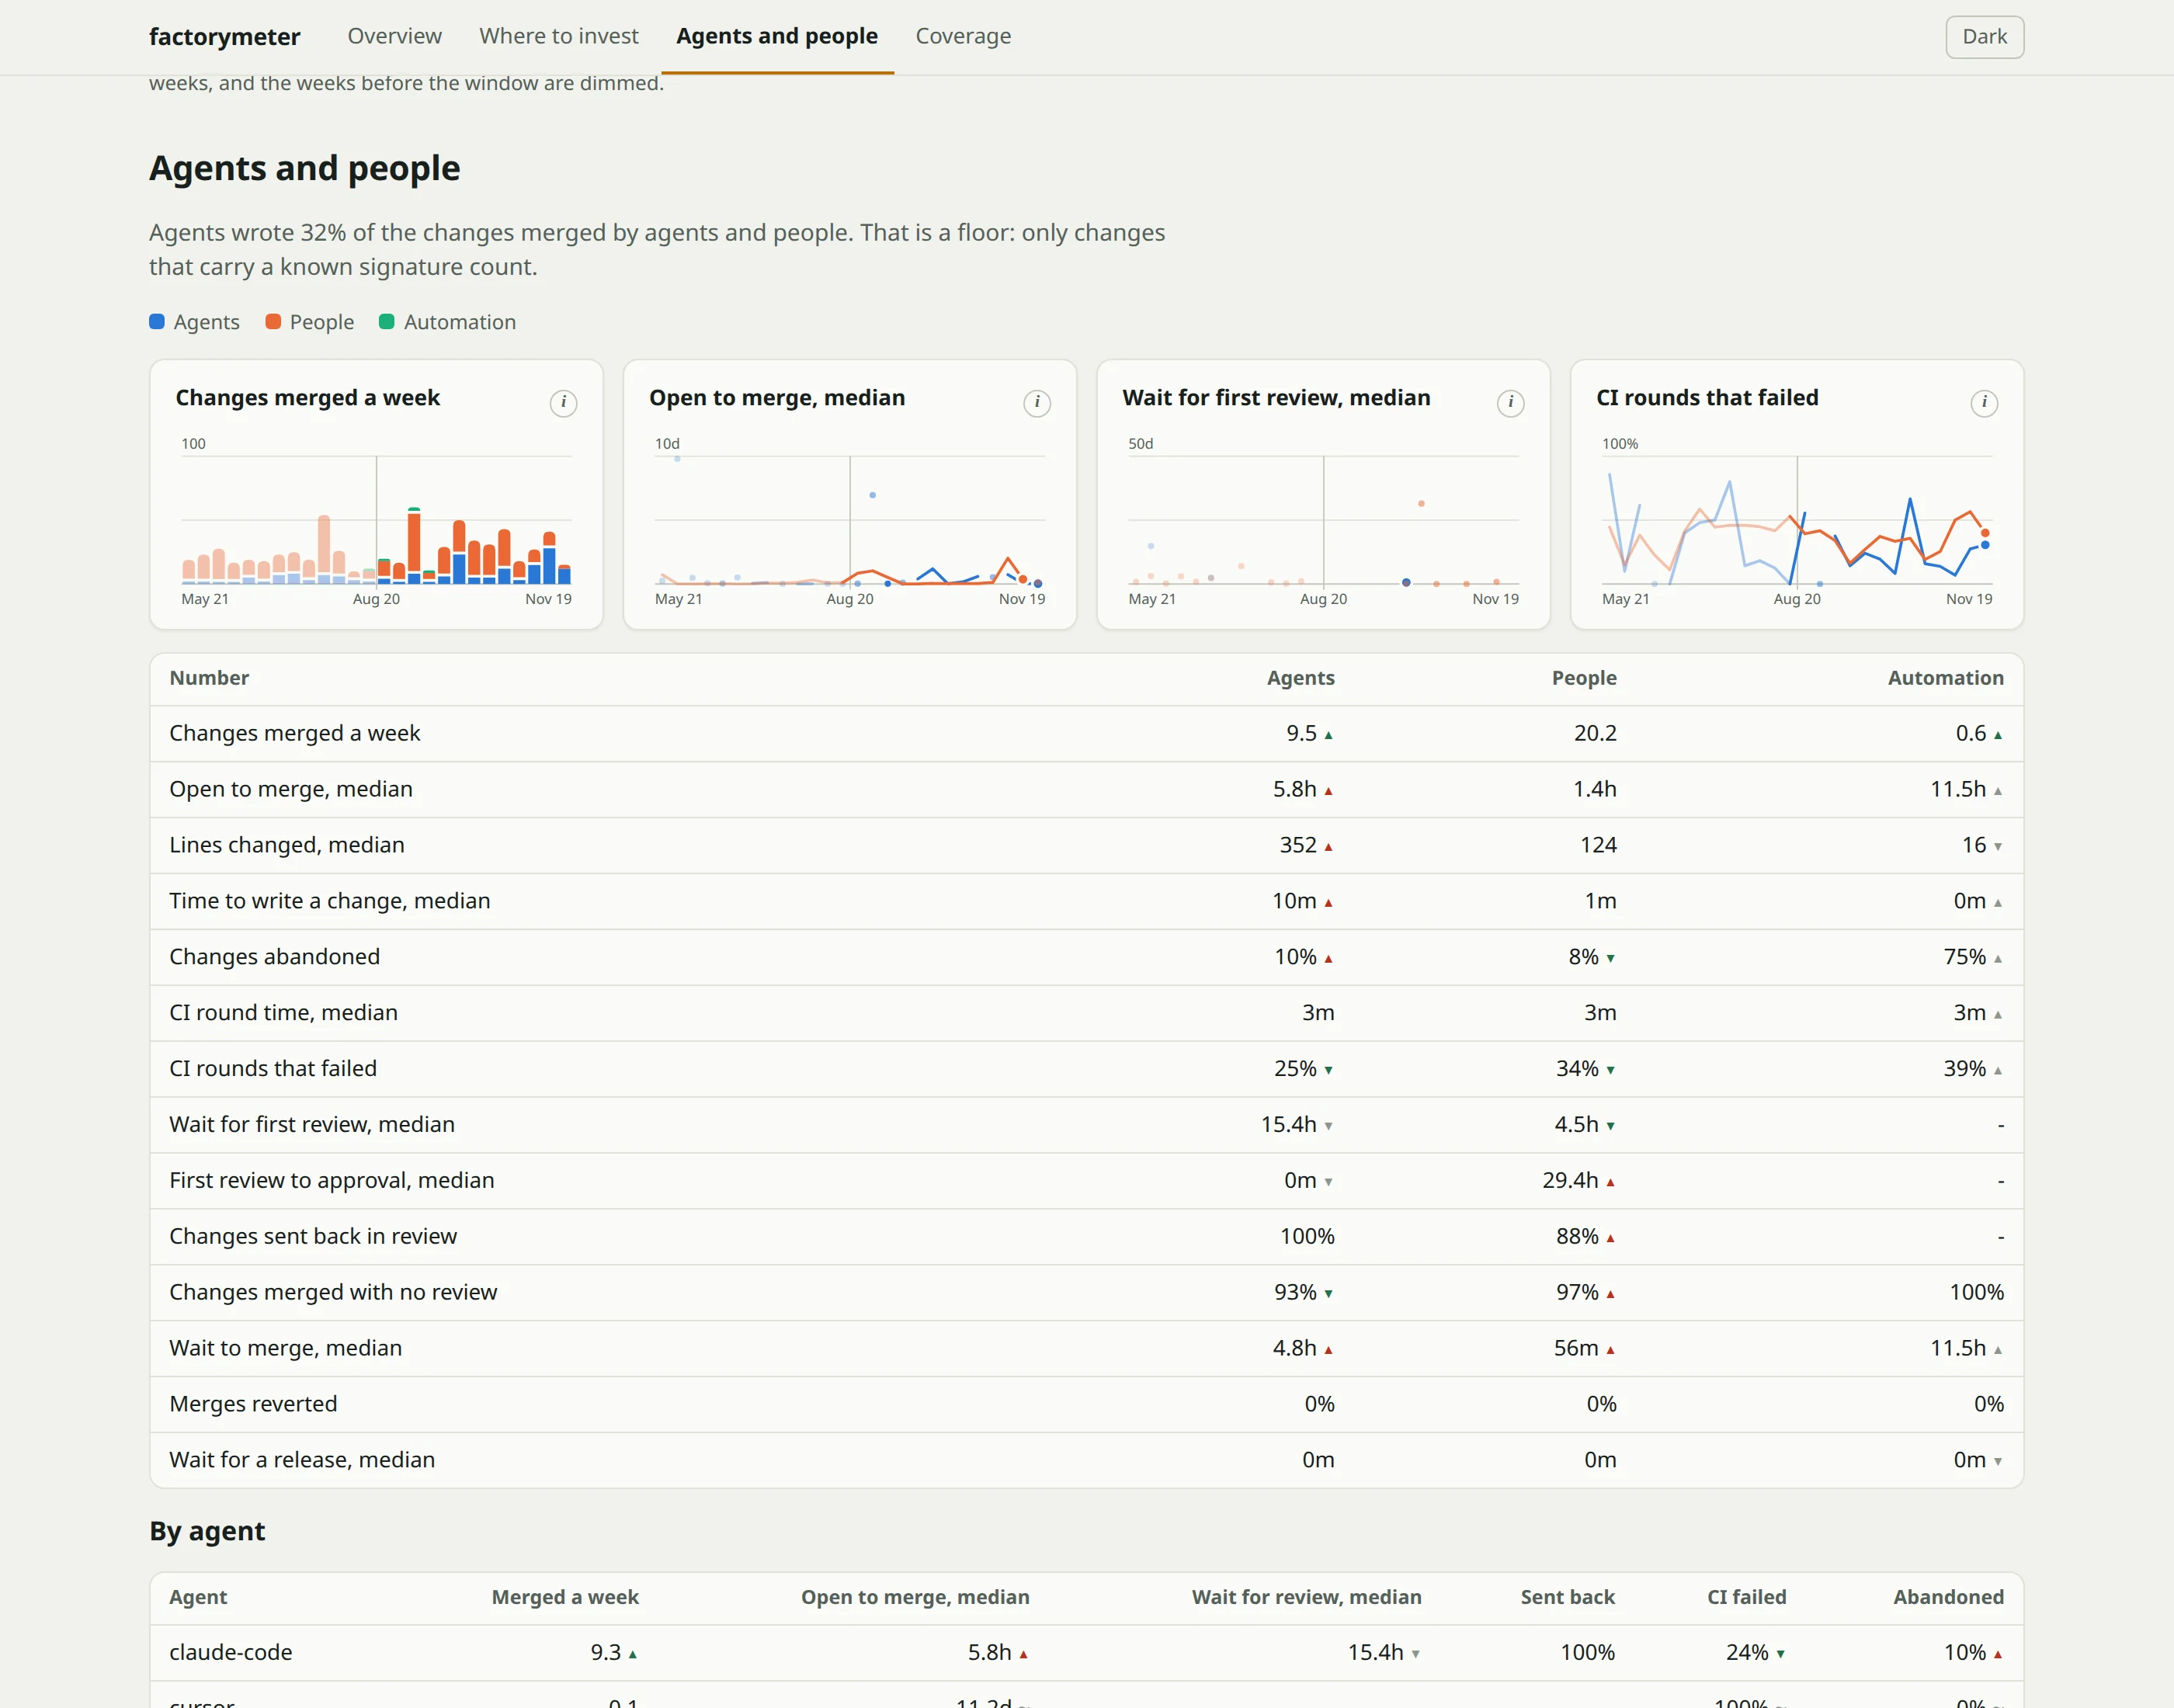 factorymeter Overview Where to invest Agents and people Coverage Dark
weeks, and the weeks before the window are dimmed.
Agents and people
Agents wrote 32% of the changes merged by agents and people. That is a floor: only changes
that carry a known signature count.
Agents People Automation
Changes merged a week i
100
May 21 Aug 20 Nov 19
Open to merge, median i
10d
May 21 Aug 20 Nov 19
Wait for first review, median i
50d
May 21 Aug 20 Nov 19
CI rounds that failed i
100%
May 21 Aug 20 Nov 19
Number Agents People Automation
Changes merged a week 9.5 ▲ 20.2 0.6 ▲
Open to merge, median 5.8h ▲ 1.4h 11.5h ▲
Lines changed, median 352 ▲ 124 16 ▼
Time to write a change, median 10m ▲ 1m 0m ▲
Changes abandoned 10% ▲ 8% ▼ 75% ▲
CI round time, median 3m 3m 3m ▲
CI rounds that failed 25% ▼ 34% ▼ 39% ▲
Wait for first review, median 15.4h ▼ 4.5h ▼ -
First review to approval, median 0m ▼ 29.4h ▲ -
Changes sent back in review 100% 88% ▲ -
Changes merged with no review 93% ▼ 97% ▲ 100%
Wait to merge, median 4.8h ▲ 56m ▲ 11.5h ▲
Merges reverted 0% 0% 0%
Wait for a release, median 0m 0m 0m ▼
By agent
Agent Merged a week Open to merge, median Wait for review, median Sent back CI failed Abandoned
claude-code 9.3 ▲ 5.8h ▲ 15.4h ▼ 100% 24% ▼ 10% ▲
cursor 0.1 11.2d 100% 0%